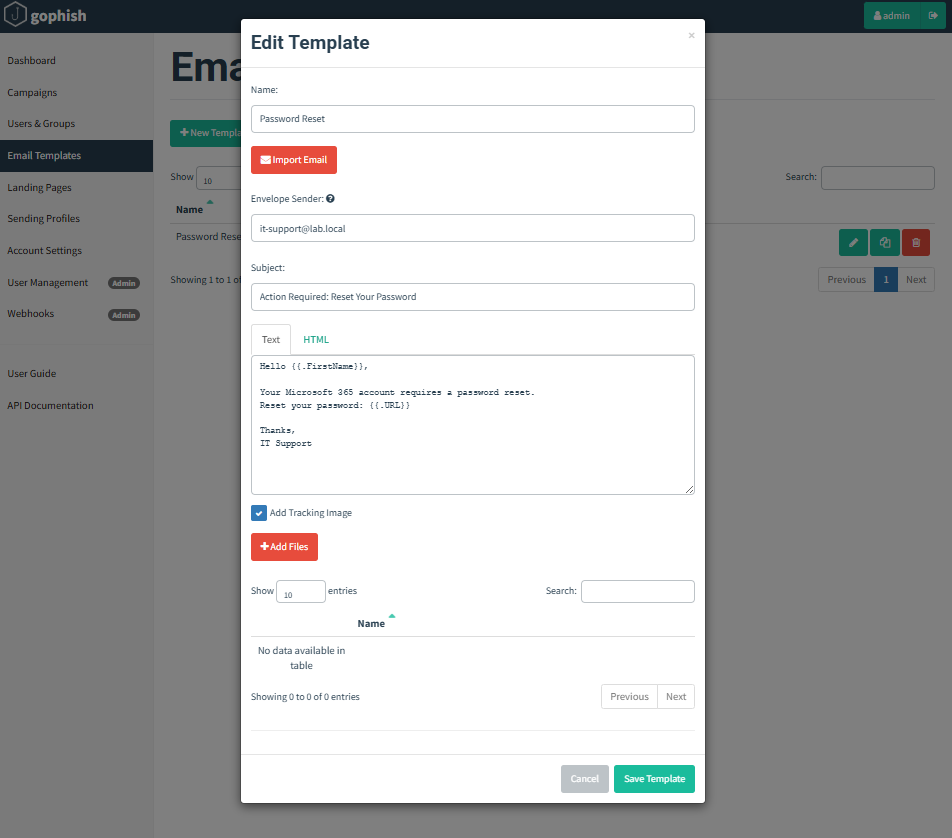 gophish
admin
Dashboard
Campaigns
Users & Groups
Email Templates
Landing Pages
Sending Profiles
Account Settings
User Management Admin
Webhooks Admin
User Guide
API Documentation
Ema
New Templa
Show 10
Search:
Name
Password Rese
Showing 1 to 1 of
Previous 1 Next
Edit Template
×
Name:
Password Reset
Import Email
Envelope Sender:
it-support@lab.local
Subject:
Action Required: Reset Your Password
Text HTML
Hello {{.FirstName}},
Your Microsoft 365 account requires a password reset.
Reset your password: {{.URL}}
Thanks,
IT Support
Add Tracking Image
Add Files
Show 10 entries
Search:
Name
No data available in
table
Showing 0 to 0 of 0 entries
Previous Next
Cancel Save Template